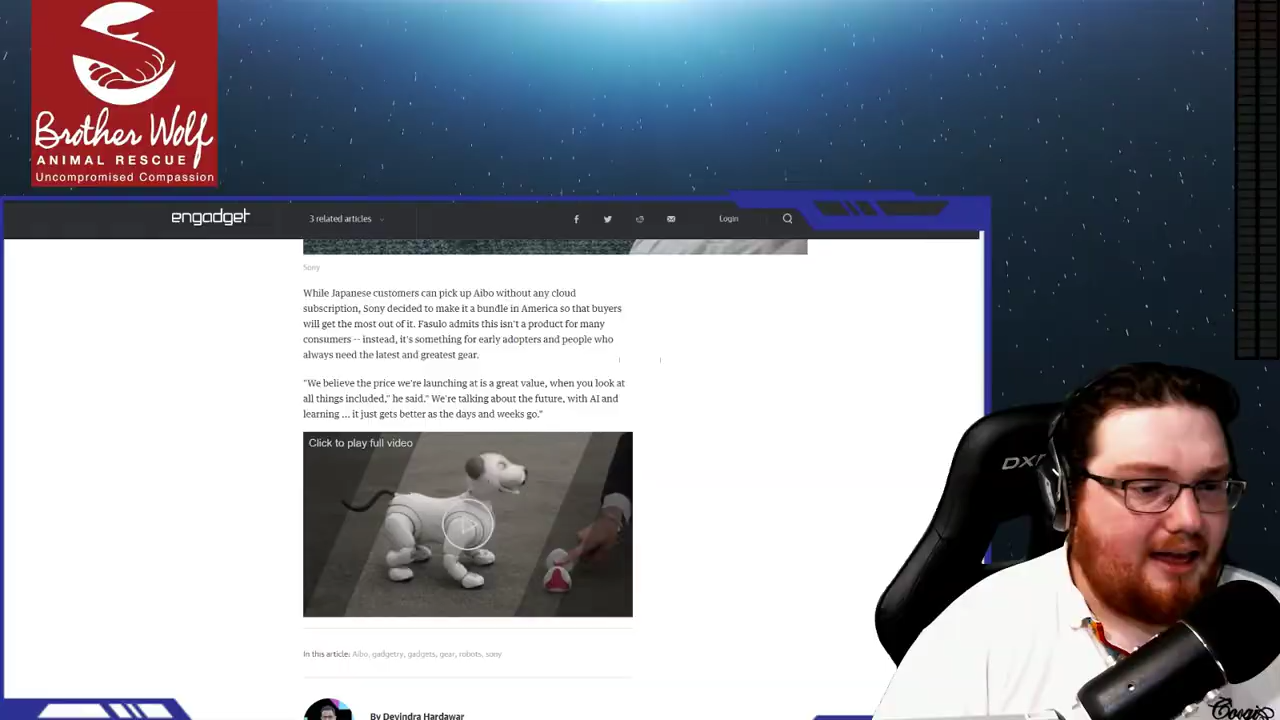 Brother Wolf
ANIMAL RESCUE
Uncompromised Compassion
engadget
3 related articles
Login
Sony
While Japanese customers can pick up Aibo without any cloud
subscription, Sony decided to make it a bundle in America so that buyers
will get the most out of it. Fasulo admits this isn't a product for many
consumers -- instead, it's something for early adopters and people who
always need the latest and greatest gear.
"We believe the price we're launching at is a great value, when you look at
all things included," he said." We're talking about the future, with AI and
learning ... it just gets better as the days and weeks go."
Click to play full video
In this article: Aibo, gadgetry, gadgets, gear, robots, sony
By Devindra Hardawar